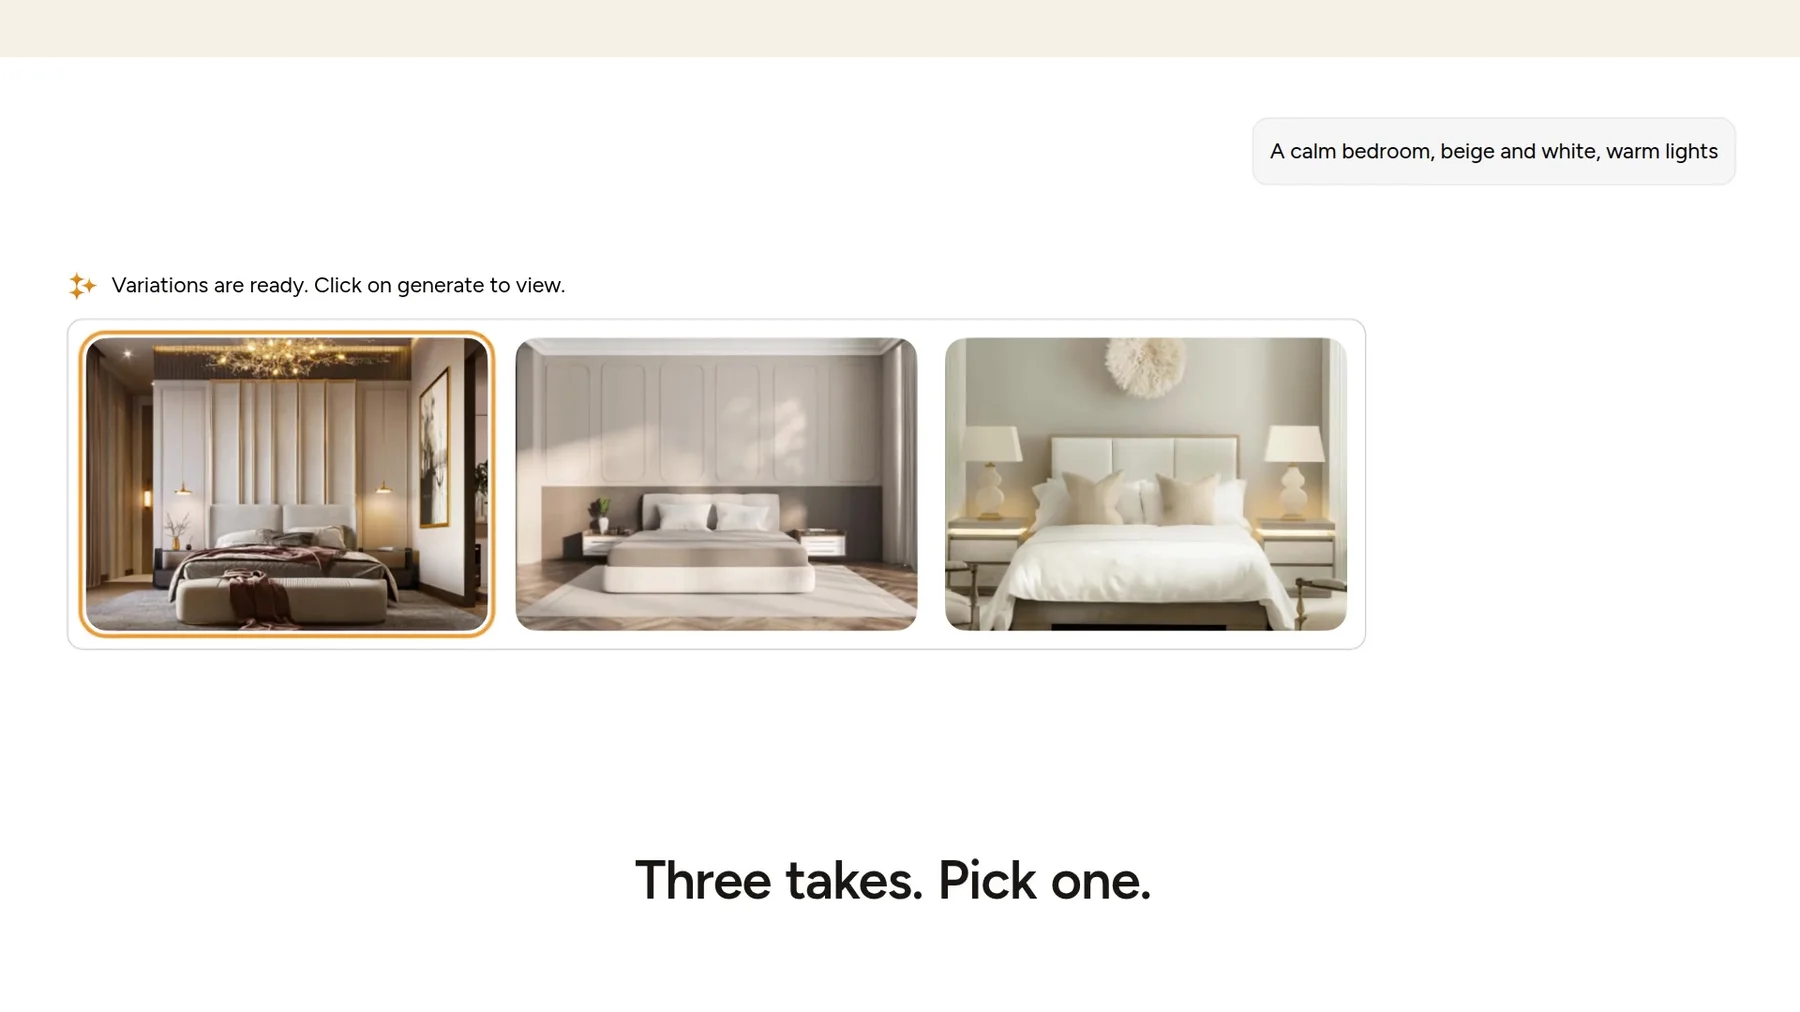 A calm bedroom, beige and white, warm lights
Variations are ready. Click on generate to view.
Three takes. Pick one.